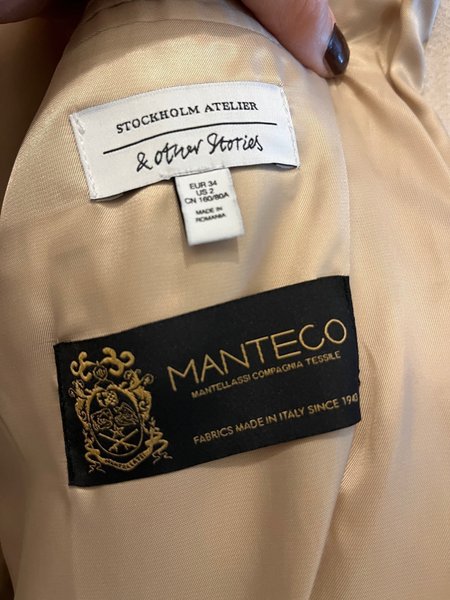 STOCKHOLM ATELIER
& other Stories
EUR 34
US 2
CN 160/80A
MADE IN
ROMANIA
MANTECO
MANTELLASSI COMPAGNIA TESSILE
FABRICS MADE IN ITALY SINCE